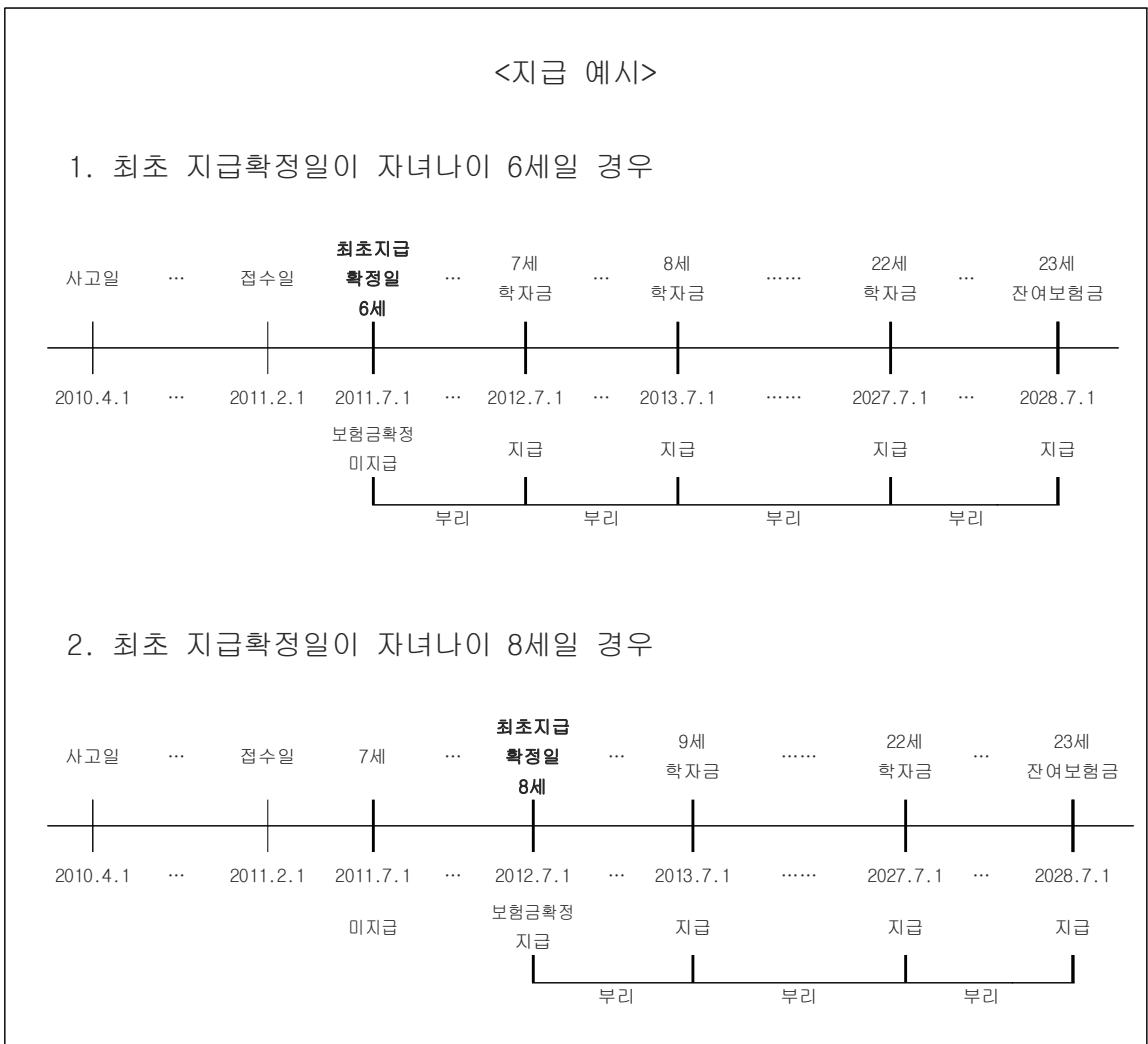 <지급 예시>
1. 최초 지급확정일이 자녀나이 6세일 경우
최초지급
사고일 … 접수일 확정일 … 7세 … 8세 …… 22세 … 23세
6세 학자금 학자금 학자금 잔여보험금
2010.4.1 … 2011.2.1 2011.7.1 … 2012.7.1 … 2013.7.1 …… 2027.7.1 … 2028.7.1
보험금확정
미지급 지급 지급 지급 지급
부리 부리 부리 부리
2. 최초 지급확정일이 자녀나이 8세일 경우
최초지급
사고일 … 접수일 7세 … 확정일 … 9세 …… 22세 … 23세
8세 학자금 학자금 잔여보험금
2010.4.1 … 2011.2.1 2011.7.1 … 2012.7.1 … 2013.7.1 …… 2027.7.1 … 2028.7.1
보험금확정
미지급 지급 지급 지급 지급
부리 부리 부리